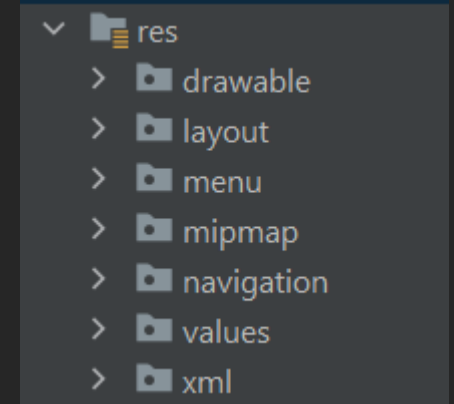 res
drawable
layout
menu
mipmap
navigation
values
xml